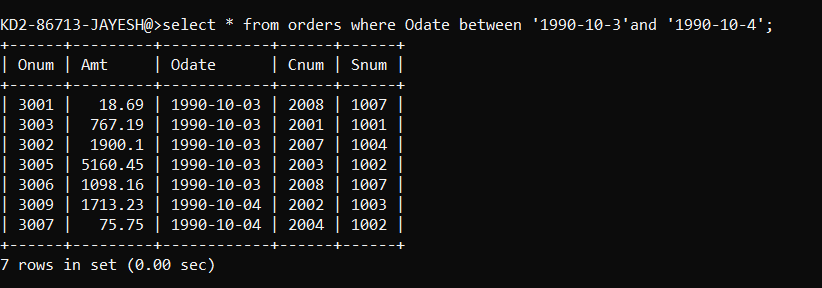 KD2-86713-JAYESH@>select * from orders where Odate between '1990-10-3'and '1990-10-4';
+------+---------+------------+------+------+
| Onum | Amt     | Odate      | Cnum | Snum |
+------+---------+------------+------+------+
| 3001 |   18.69 | 1990-10-03 | 2008 | 1007 |
| 3003 |  767.19 | 1990-10-03 | 2001 | 1001 |
| 3002 |  1900.1 | 1990-10-03 | 2007 | 1004 |
| 3005 | 5160.45 | 1990-10-03 | 2003 | 1002 |
| 3006 | 1098.16 | 1990-10-03 | 2008 | 1007 |
| 3009 | 1713.23 | 1990-10-04 | 2002 | 1003 |
| 3007 |   75.75 | 1990-10-04 | 2004 | 1002 |
+------+---------+------------+------+------+
7 rows in set (0.00 sec)